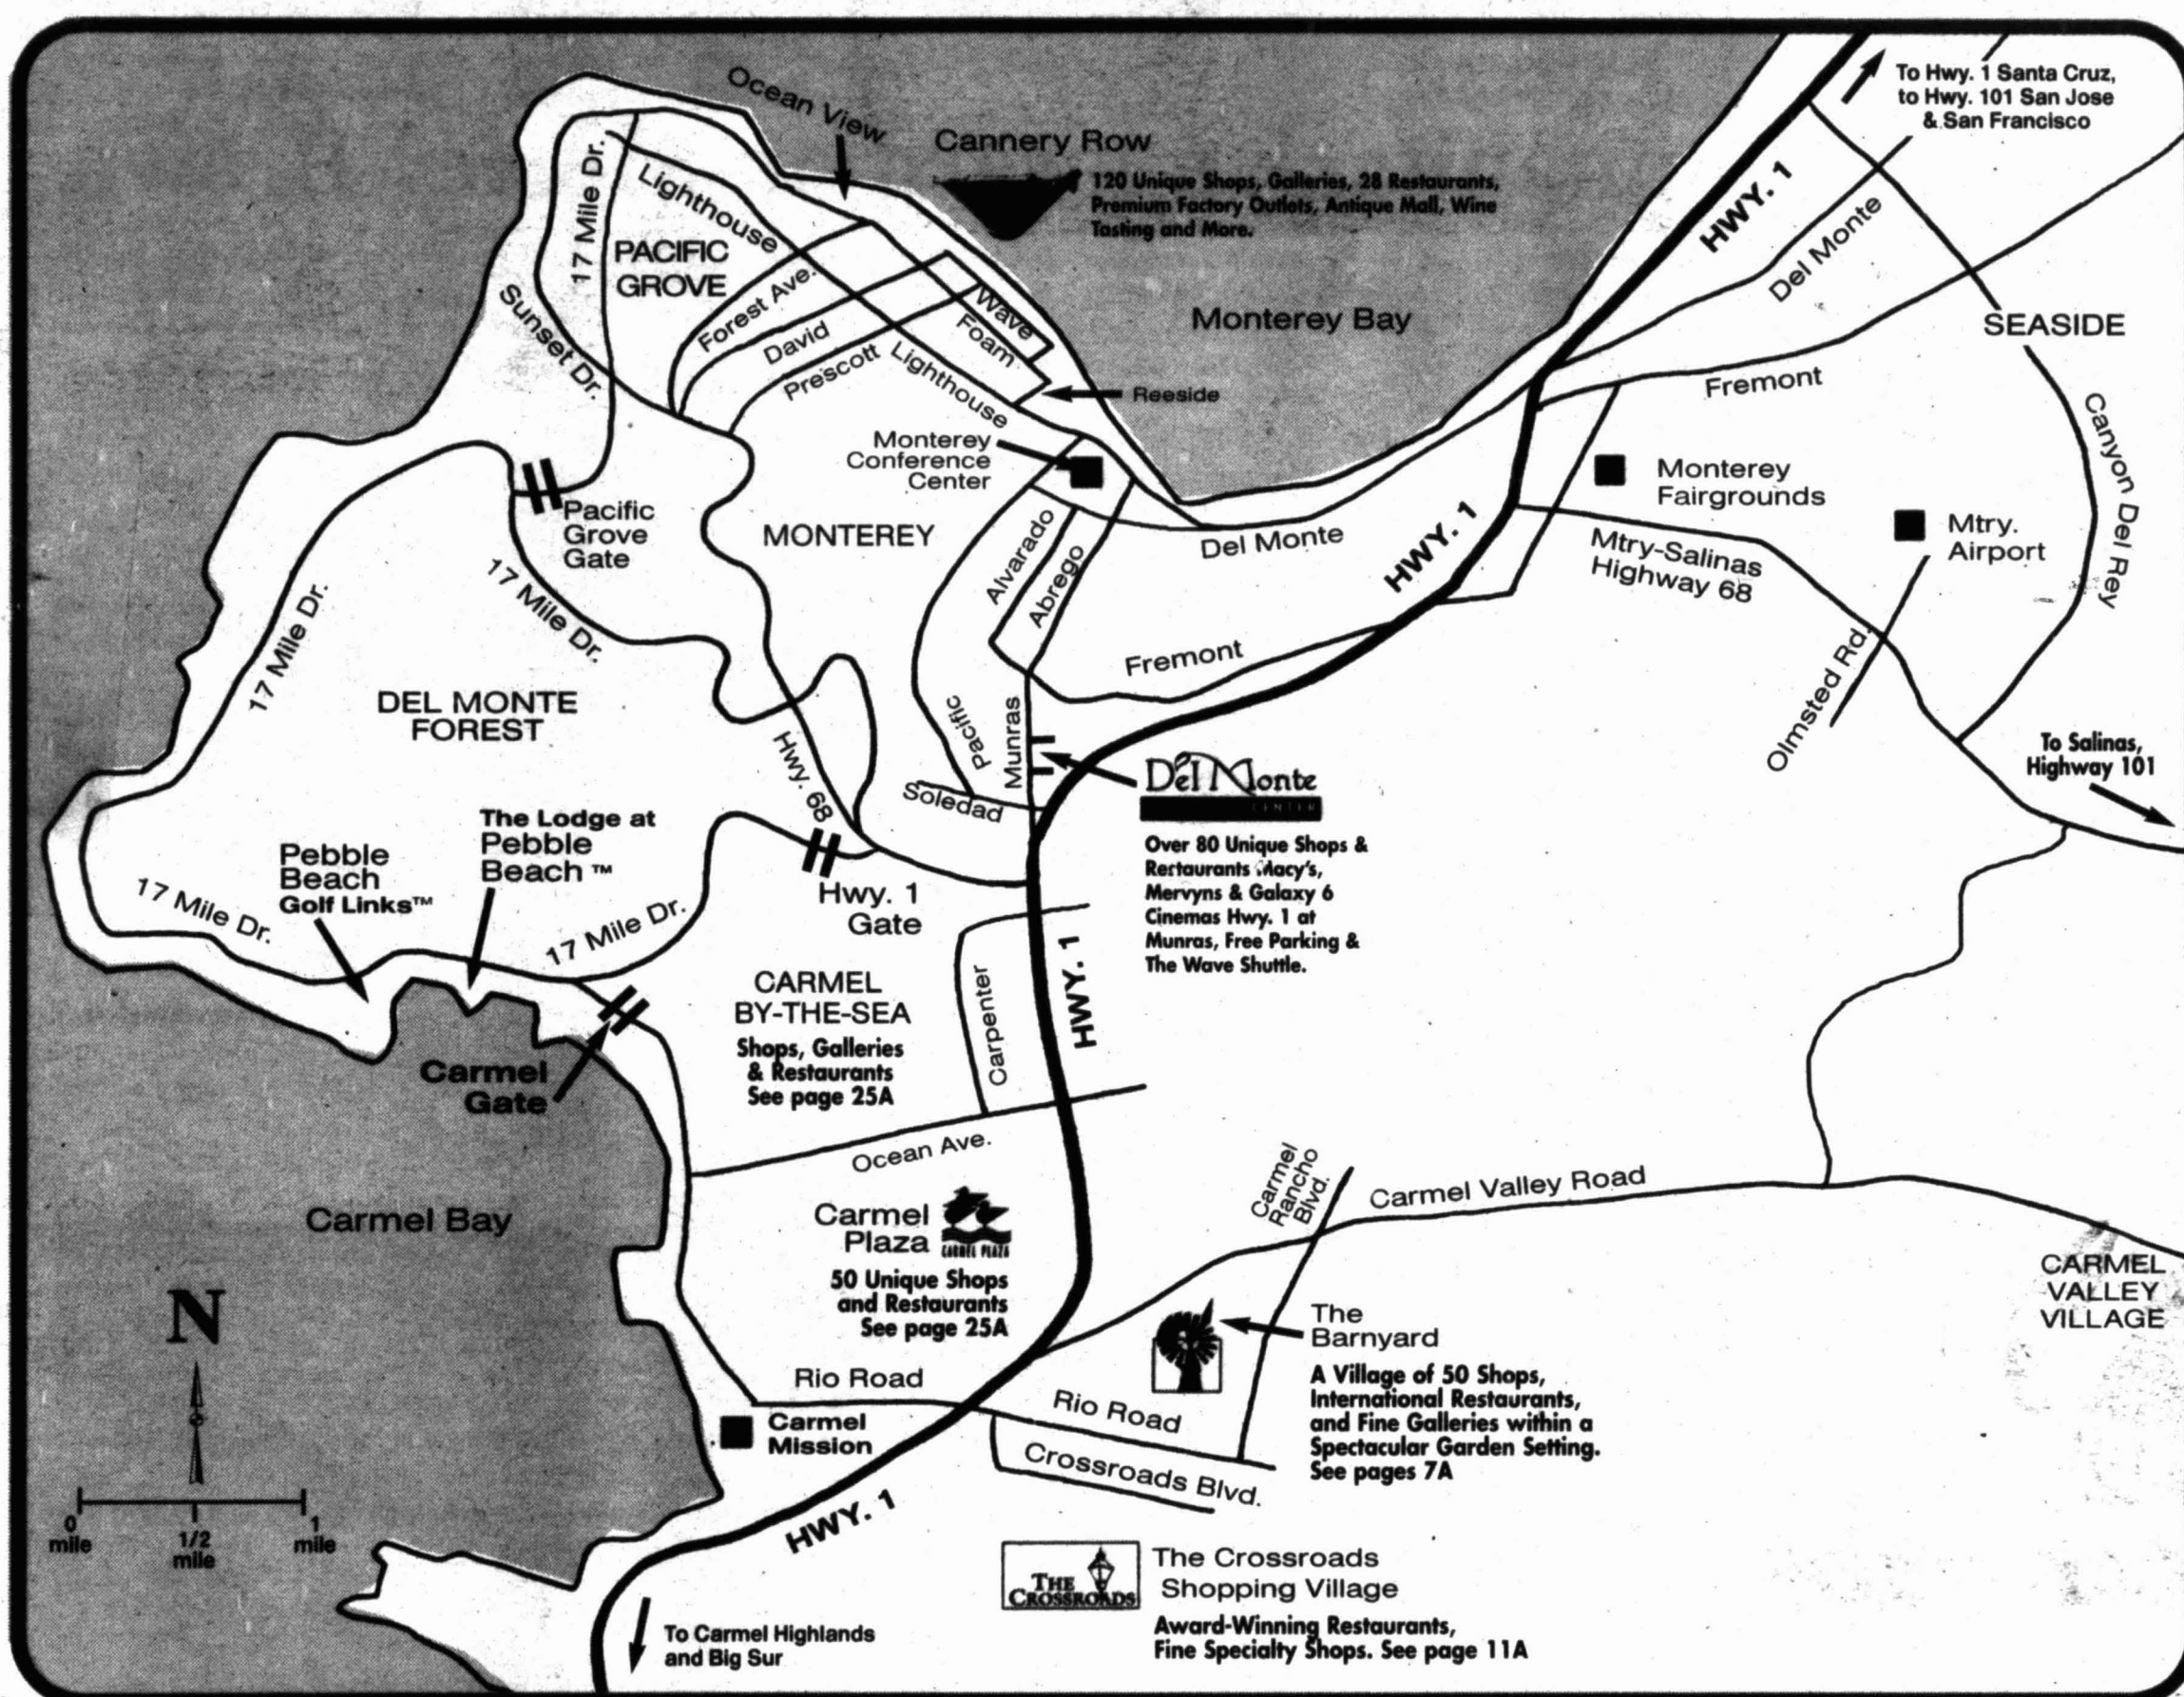 Ocean View
Cannery Row
120 Unique Shops, Galleries, 28 Restaurants,
Premium Factory Outlets, Antique Mall, Wine
Tasting and More.
To Hwy. 1 Santa Cruz,
to Hwy. 101 San Jose
& San Francisco
HWY. 1
Del Monte
17 Mile Dr.
Lighthouse
PACIFIC
GROVE
Sunset Dr.
Forest Ave.
David
Prescott
Lighthouse
Wave
Foam
Reeside
Monterey Bay
SEASIDE
Fremont
Canyon Del Rey
Monterey
Conference
Center
Monterey
Fairgrounds
Mtry.
Airport
Pacific
Grove
Gate
MONTEREY
Alvarado
Abrego
Del Monte
HWY. 1
Mtry-Salinas
Highway 68
17 Mile Dr.
17 Mile Dr.
Fremont
Olmsted Rd.
DEL MONTE
FOREST
Pacific
Munras
Hwy. 68
Soledad
Del Monte
CENTER
Over 80 Unique Shops &
Restaurants Macy's,
Mervyns & Galaxy 6
Cinemas Hwy. 1 at
Munras, Free Parking &
The Wave Shuttle.
To Salinas,
Highway 101
The Lodge at
Pebble
Beach ™
Pebble
Beach
Golf Links™
17 Mile Dr.
17 Mile Dr.
Hwy. 1
Gate
CARMEL
BY-THE-SEA
Shops, Galleries
& Restaurants
See page 25A
Carpenter
HWY. 1
Carmel
Gate
Ocean Ave.
Carmel
Rancho
Blvd.
Carmel Valley Road
Carmel Bay
Carmel
Plaza
CARMEL PLAZA
50 Unique Shops
and Restaurants
See page 25A
CARMEL
VALLEY
VILLAGE
N
The
Barnyard
A Village of 50 Shops,
International Restaurants,
and Fine Galleries within a
Spectacular Garden Setting.
See pages 7A
Rio Road
Carmel
Mission
Rio Road
Crossroads Blvd.
HWY. 1
0
mile
1/2
mile
1
mile
THE
CROSSROADS
The Crossroads
Shopping Village
Award-Winning Restaurants,
Fine Specialty Shops. See page 11A
To Carmel Highlands
and Big Sur